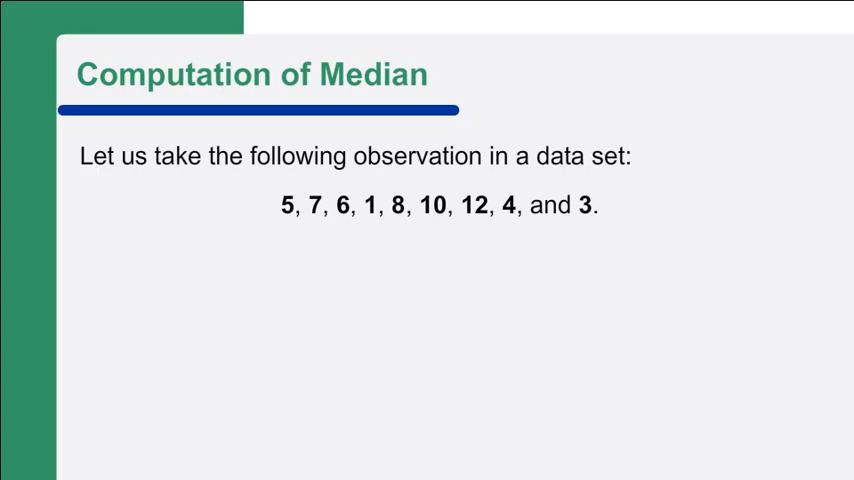 Computation of Median
Let us take the following observation in a data set:
5, 7, 6, 1, 8, 10, 12, 4, and 3.